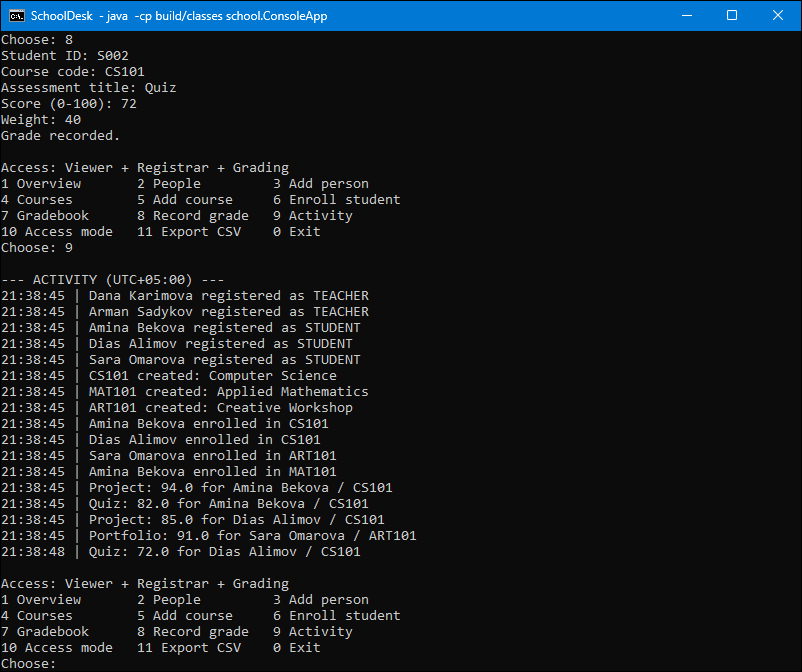 SchoolDesk - java -cp build/classes school.ConsoleApp
Choose: 8
Student ID: S002
Course code: CS101
Assessment title: Quiz
Score (0-100): 72
Weight: 40
Grade recorded.
Access: Viewer + Registrar + Grading
1 Overview 2 People 3 Add person
4 Courses 5 Add course 6 Enroll student
7 Gradebook 8 Record grade 9 Activity
10 Access mode 11 Export CSV 0 Exit
Choose: 9
--- ACTIVITY (UTC+05:00) ---
21:38:45 | Dana Karimova registered as TEACHER
21:38:45 | Arman Sadykov registered as TEACHER
21:38:45 | Amina Bekova registered as STUDENT
21:38:45 | Dias Alimov registered as STUDENT
21:38:45 | Sara Omarova registered as STUDENT
21:38:45 | CS101 created: Computer Science
21:38:45 | MAT101 created: Applied Mathematics
21:38:45 | ART101 created: Creative Workshop
21:38:45 | Amina Bekova enrolled in CS101
21:38:45 | Dias Alimov enrolled in CS101
21:38:45 | Sara Omarova enrolled in ART101
21:38:45 | Amina Bekova enrolled in MAT101
21:38:45 | Project: 94.0 for Amina Bekova / CS101
21:38:45 | Quiz: 82.0 for Amina Bekova / CS101
21:38:45 | Project: 85.0 for Dias Alimov / CS101
21:38:45 | Portfolio: 91.0 for Sara Omarova / ART101
21:38:48 | Quiz: 72.0 for Dias Alimov / CS101
Access: Viewer + Registrar + Grading
1 Overview 2 People 3 Add person
4 Courses 5 Add course 6 Enroll student
7 Gradebook 8 Record grade 9 Activity
10 Access mode 11 Export CSV 0 Exit
Choose: